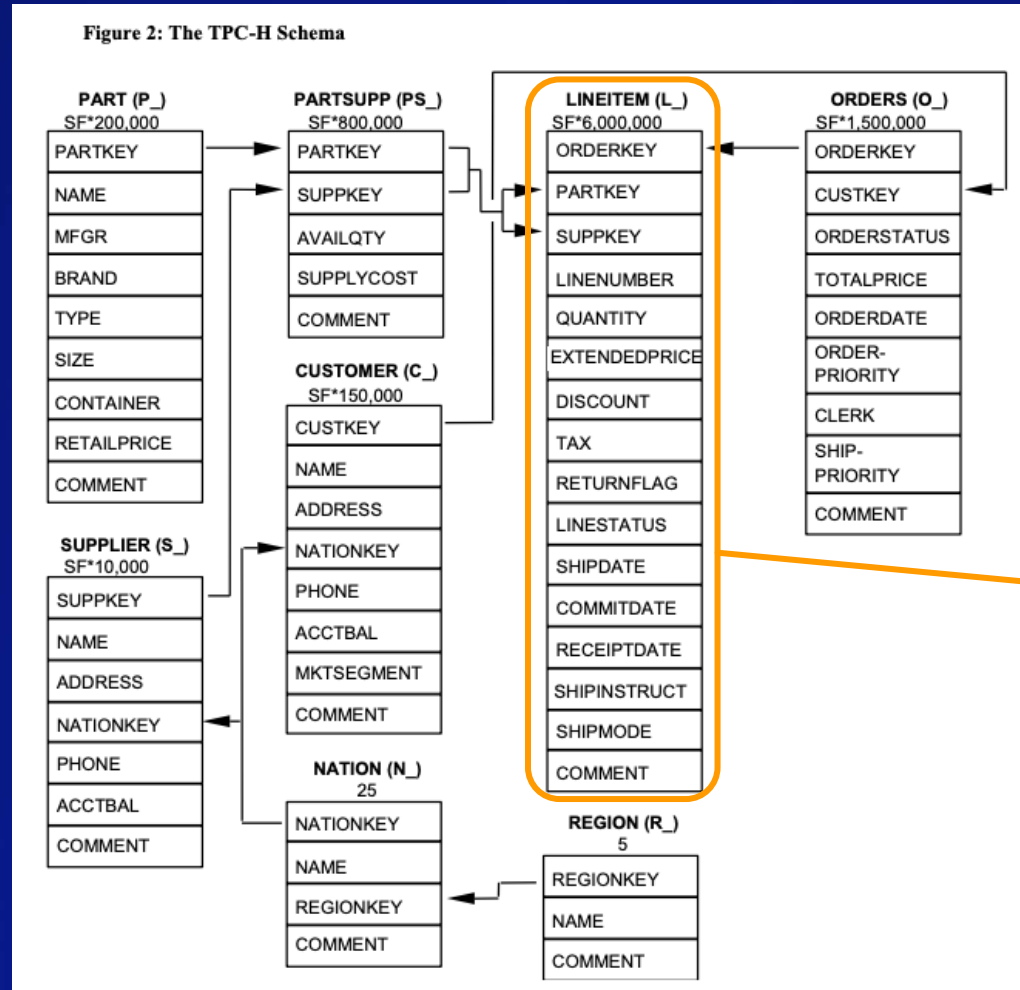 Figure 2: The TPC-H Schema
PART (P_)
SF*200,000
PARTKEY
NAME
MFGR
BRAND
TYPE
SIZE
CONTAINER
RETAILPRICE
COMMENT
SUPPLIER (S_)
SF*10,000
SUPPKEY
NAME
ADDRESS
NATIONKEY
PHONE
ACCTBAL
COMMENT
PARTSUPP (PS_)
SF*800,000
PARTKEY
SUPPKEY
AVAILQTY
SUPPLYCOST
COMMENT
CUSTOMER (C_)
SF*150,000
CUSTKEY
NAME
ADDRESS
NATIONKEY
PHONE
ACCTBAL
MKTSEGMENT
COMMENT
NATION (N_)
25
NATIONKEY
NAME
REGIONKEY
COMMENT
LINEITEM (L_)
SF*6,000,000
ORDERKEY
PARTKEY
SUPPKEY
LINENUMBER
QUANTITY
EXTENDEDPRICE
DISCOUNT
TAX
RETURNFLAG
LINESTATUS
SHIPDATE
COMMITDATE
RECEIPTDATE
SHIPINSTRUCT
SHIPMODE
COMMENT
REGION (R_)
5
REGIONKEY
NAME
COMMENT
ORDERS (O_)
SF*1,500,000
ORDERKEY
CUSTKEY
ORDERSTATUS
TOTALPRICE
ORDERDATE
ORDER-
PRIORITY
CLERK
SHIP-
PRIORITY
COMMENT